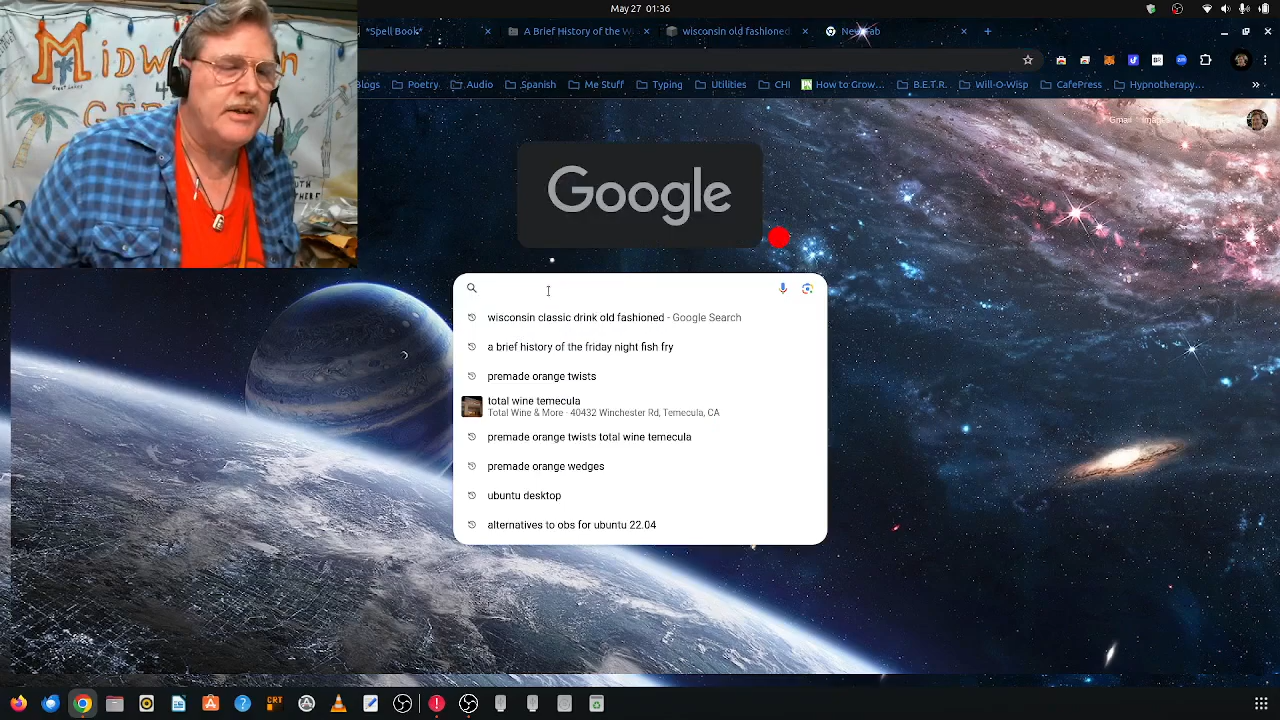 May 27 01:36
*Spell Book*
A Brief History of the Wi
wisconsin old fashioned
New Tab
Blogs
Poetry
Audio
Spanish
Me Stuff
Typing
Utilities
CHI
How to Grow...
B.E.T.R.
Will-O-Wisp
CafePress
Hypnotherapy...
»
Gmail
Google
wisconsin classic drink old fashioned - Google Search
a brief history of the friday night fish fry
premade orange twists
total wine temecula
Total Wine & More · 40432 Winchester Rd, Temecula, CA
premade orange twists total wine temecula
premade orange wedges
ubuntu desktop
alternatives to obs for ubuntu 22.04
CRT